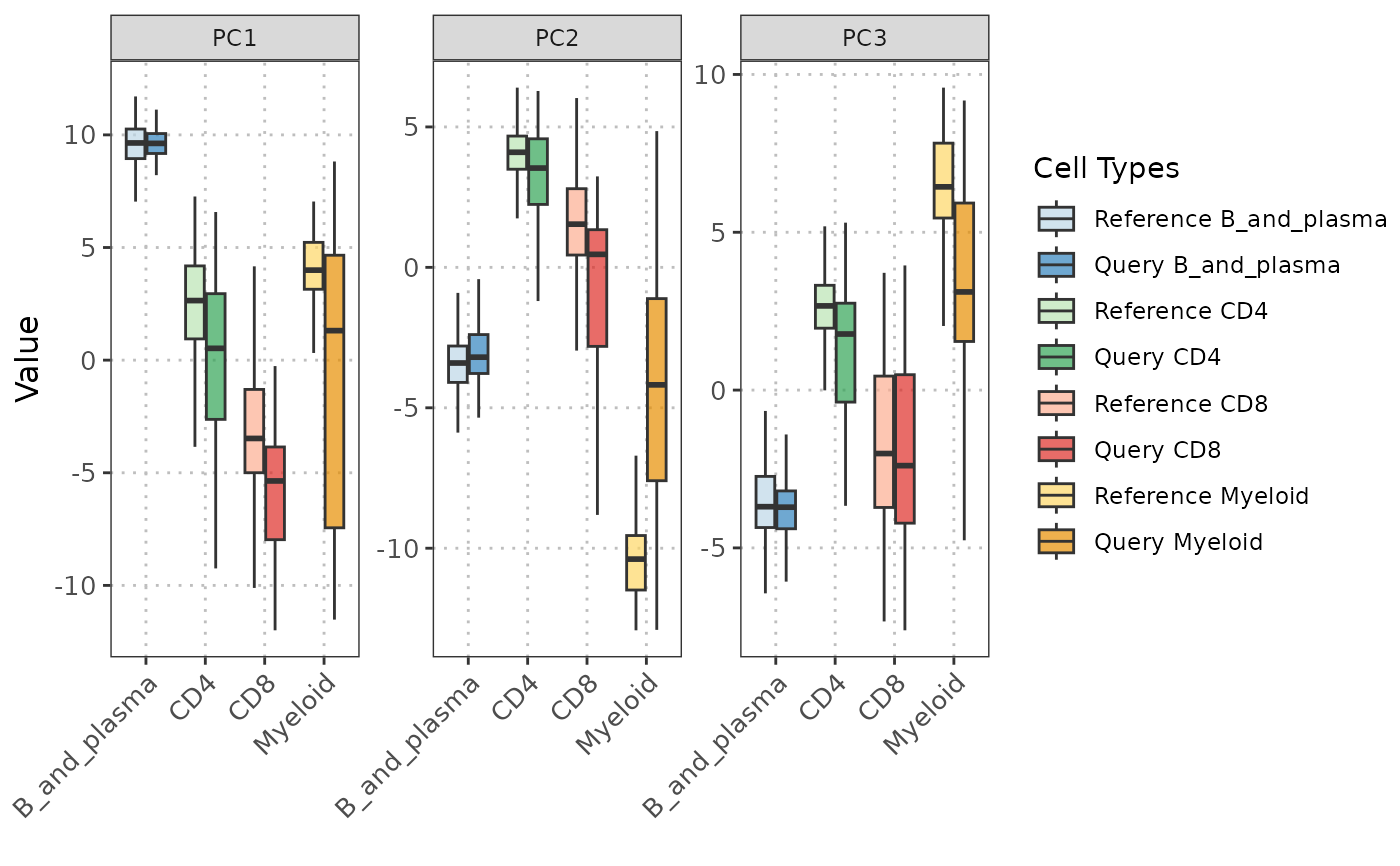 PC1
PC2
PC3
10
5
0
-5
-10
5
0
-5
-10
10
5
0
-5
Value
B_and_plasma
CD4
CD8
Myeloid
B_and_plasma
CD4
CD8
Myeloid
B_and_plasma
CD4
CD8
Myeloid
Cell Types
Reference B_and_plasma
Query B_and_plasma
Reference CD4
Query CD4
Reference CD8
Query CD8
Reference Myeloid
Query Myeloid